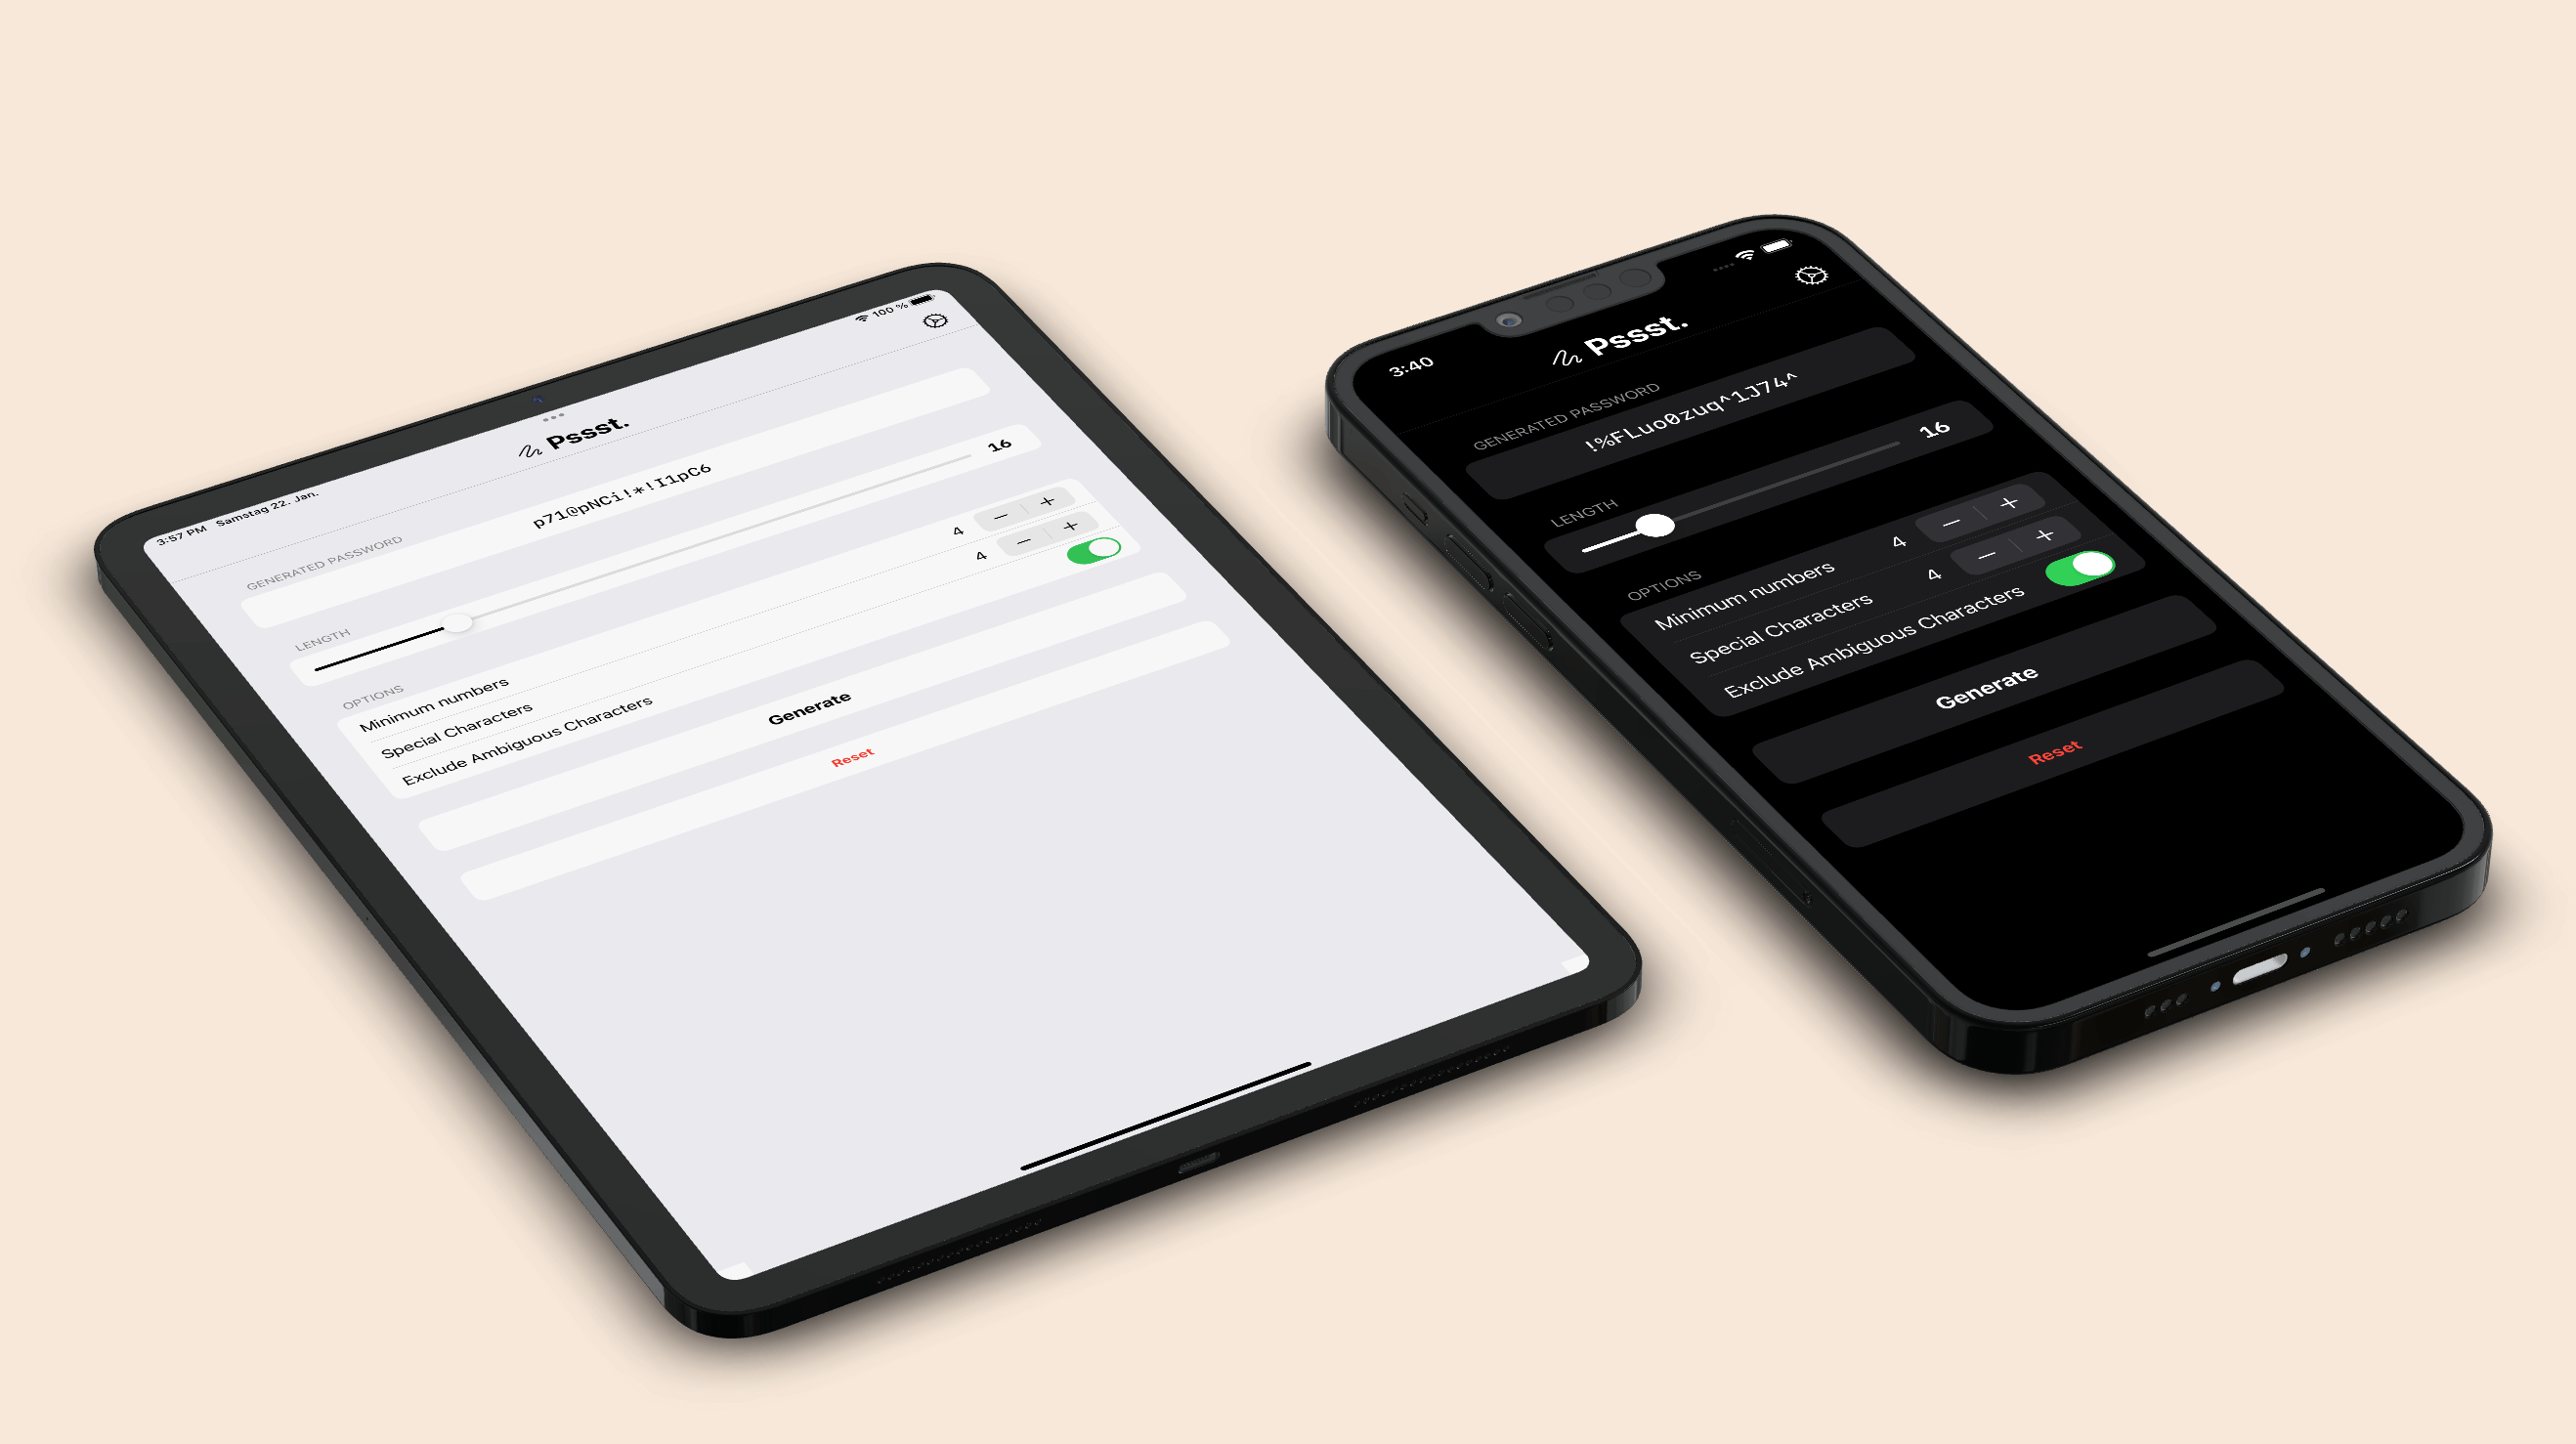 3:57 PM Samstag 22. Jan.
100 %
Pssst.
GENERATED PASSWORD
p71@pNCi!*!I1pC6
LENGTH
16
OPTIONS
Minimum numbers 4 − +
Special Characters 4 − +
Exclude Ambiguous Characters
Generate
Reset
3:40
Pssst.
GENERATED PASSWORD
!%FLuo0zuq^1J74^
LENGTH
16
OPTIONS
Minimum numbers 4 − +
Special Characters 4 − +
Exclude Ambiguous Characters
Generate
Reset